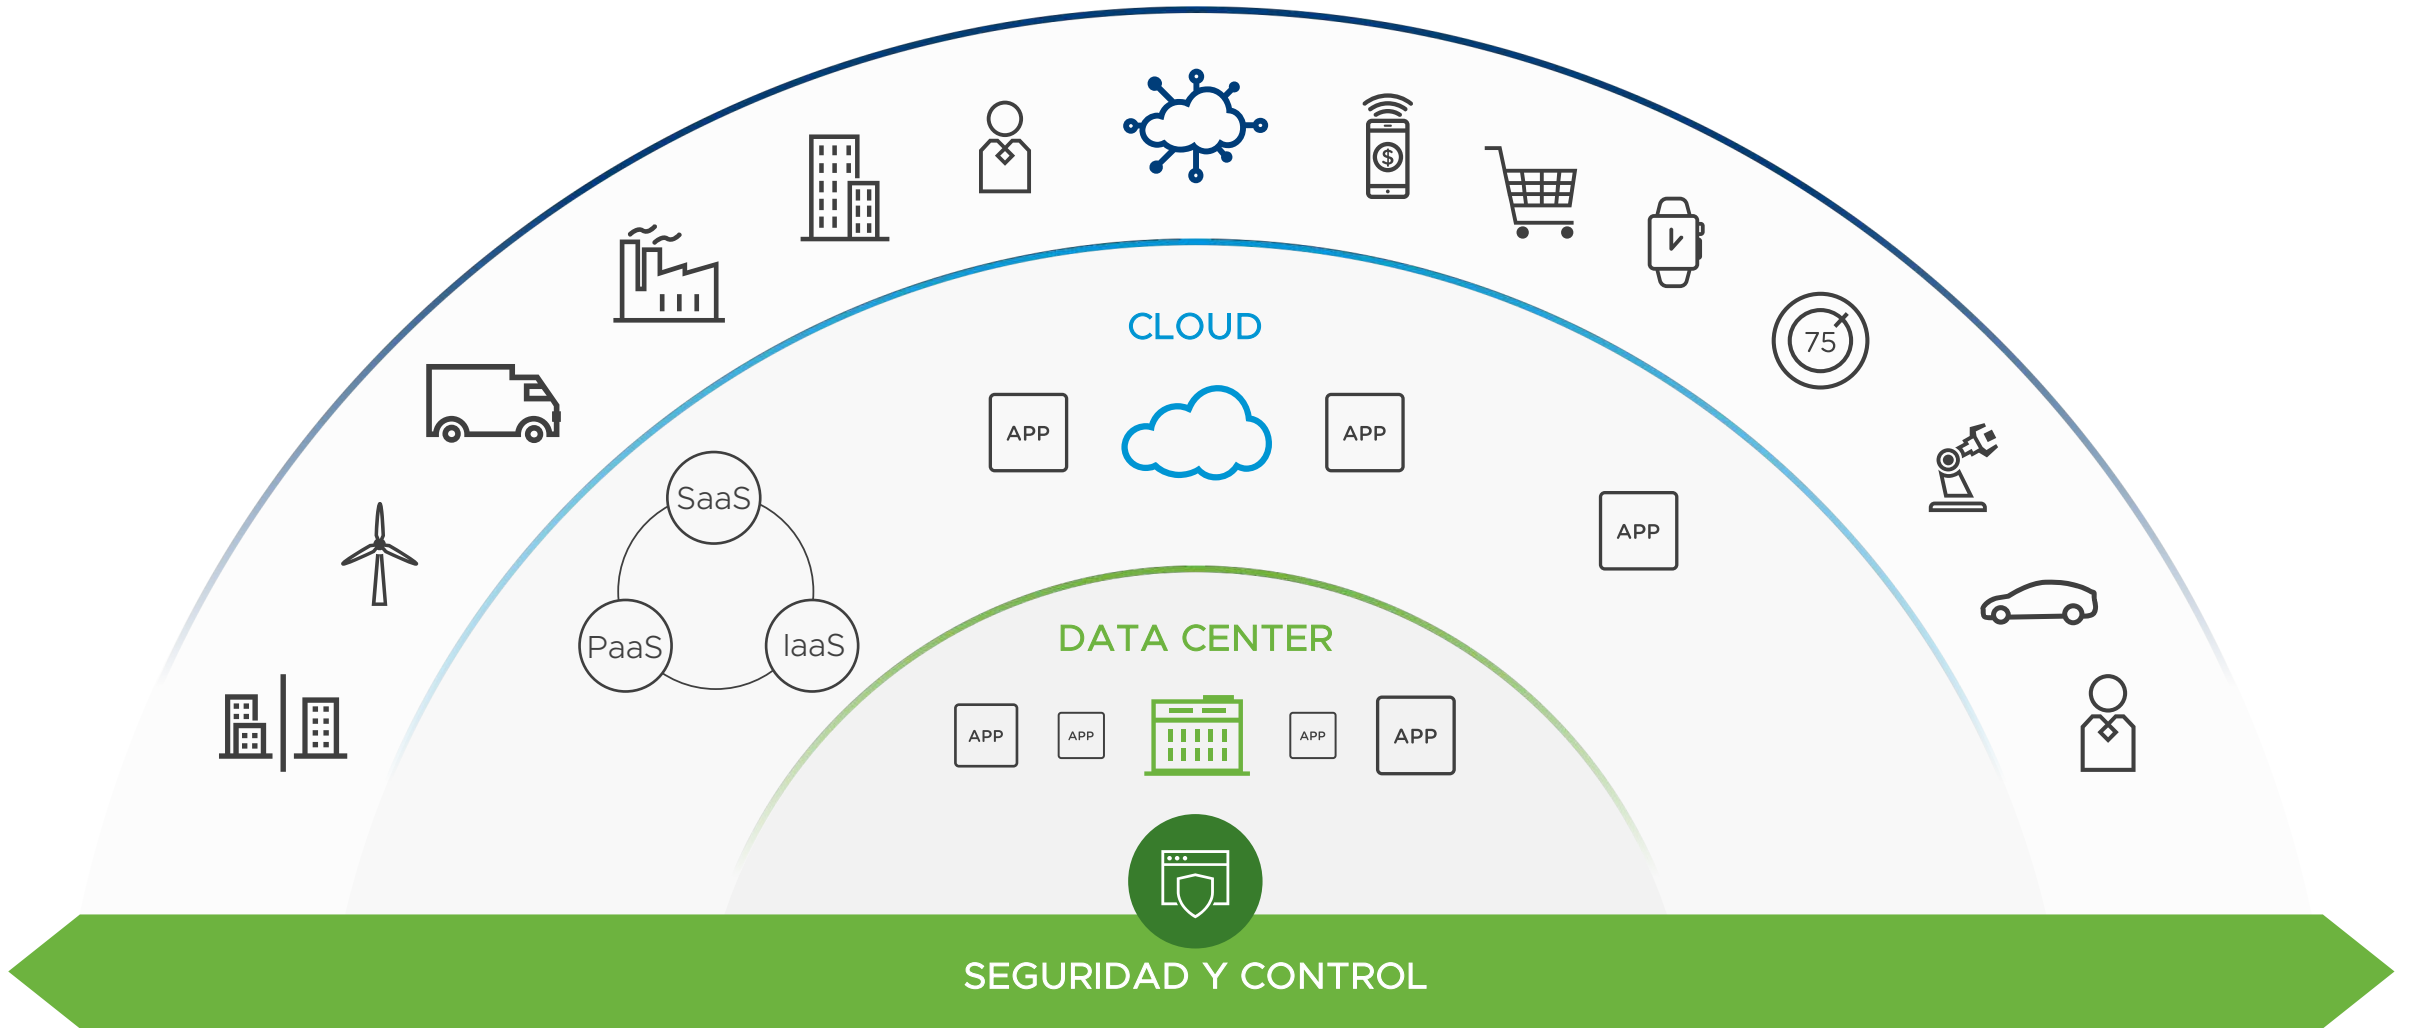 $
75
CLOUD
APP
APP
SaaS
APP
PaaS
IaaS
DATA CENTER
APP
APP
APP
APP
SEGURIDAD Y CONTROL